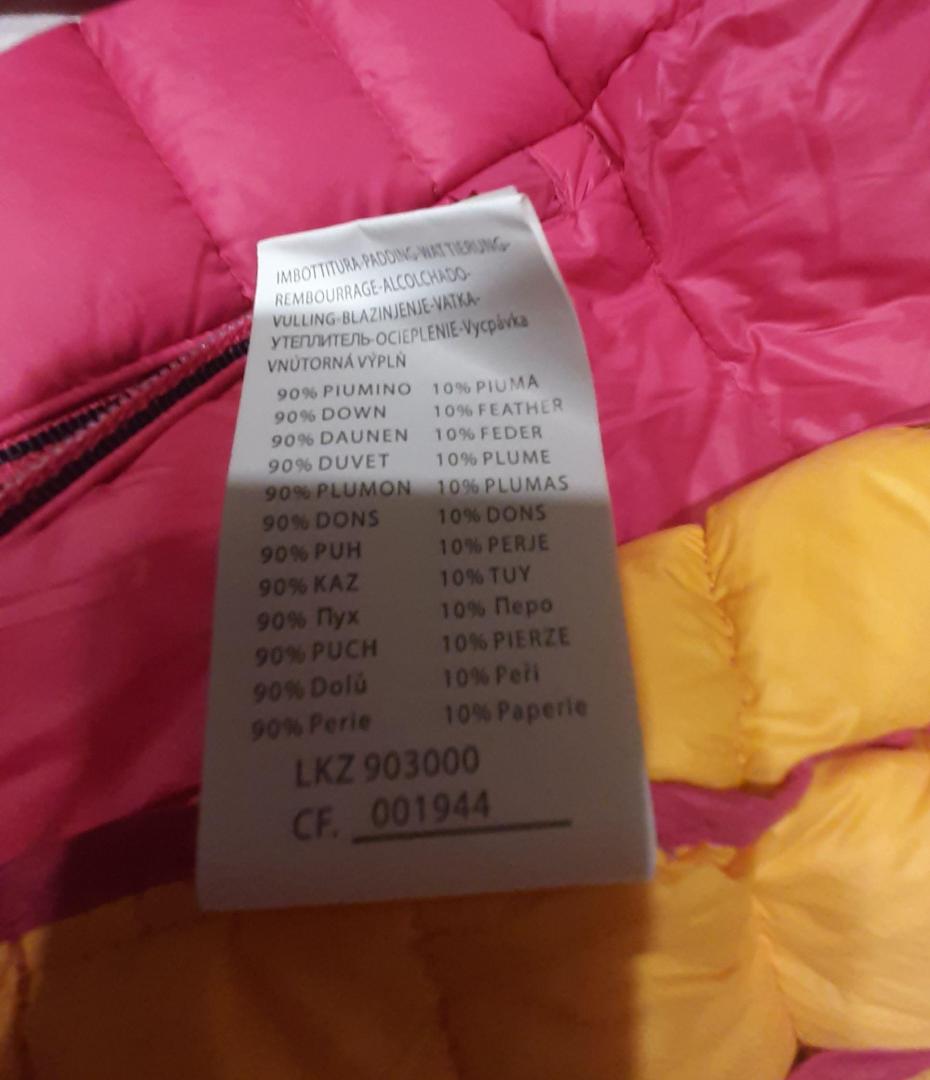 IMBOTTITURA-PADDING-WATTIERUNG-
REMBOURRAGE-ALCOLCHADO-
VULLING-BLAZINJENJE-VATKA-
УТЕПЛИТЕЛЬ-OCIEPLENIE-Vycpávka
VNÚTORNÁ VÝPLŇ
90% PIUMINO 10% PIUMA
90% DOWN 10% FEATHER
90% DAUNEN 10% FEDER
90% DUVET 10% PLUME
90% PLUMON 10% PLUMAS
90% DONS 10% DONS
90% PUH 10% PERJE
90% KAZ 10% TUY
90% Пух 10% Перо
90% PUCH 10% PIERZE
90% Dolů 10% Peří
90% Perie 10% Paperie
LKZ 903000
CF. 001944